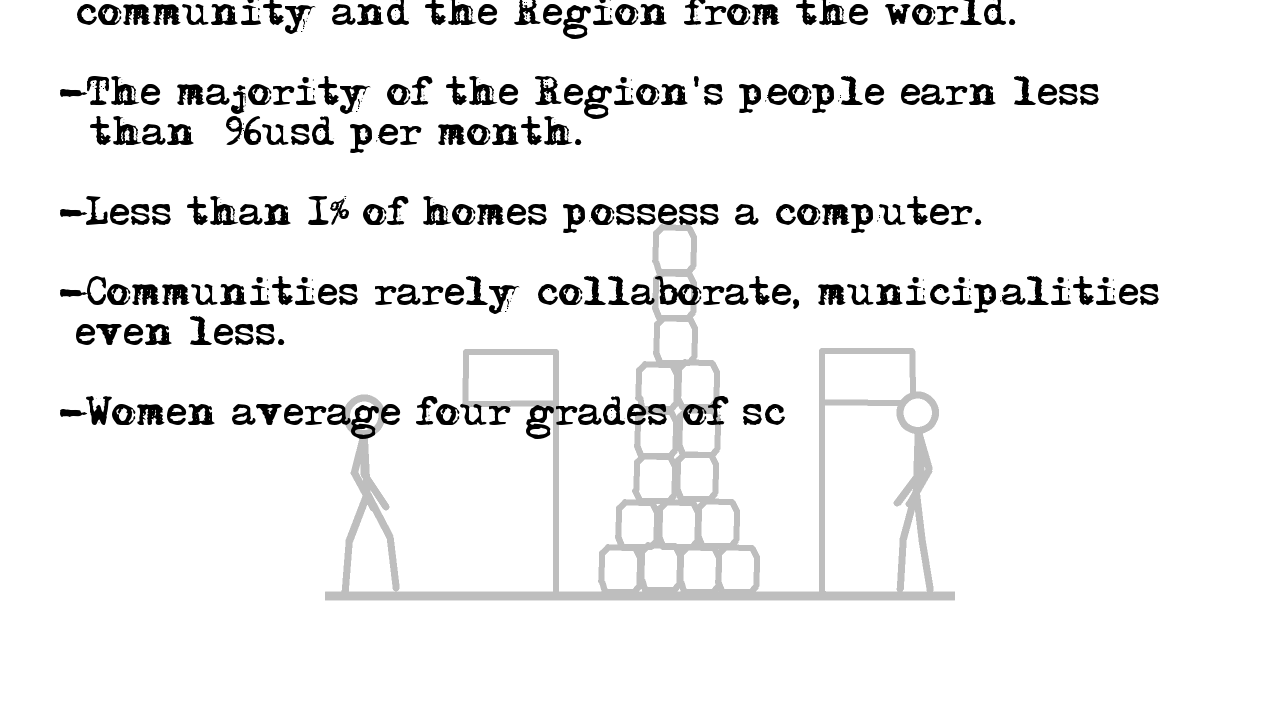 community and the Region from the world.
-The majority of the Region's people earn less
than 96usd per month.
-Less than 1% of homes possess a computer.
-Communities rarely collaborate, municipalities
even less.
-Women average four grades of sc